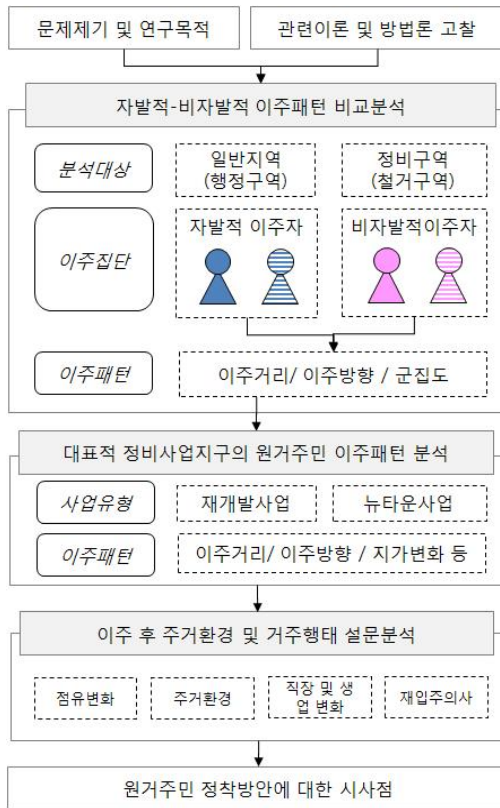 문제제기 및 연구목적
관련이론 및 방법론 고찰
자발적-비자발적 이주패턴 비교분석
분석대상
일반지역
(행정구역)
정비구역
(철거구역)
이주집단
자발적 이주자
비자발적이주자
이주패턴
이주거리/ 이주방향 / 군집도
대표적 정비사업지구의 원거주민 이주패턴 분석
사업유형
재개발사업
뉴타운사업
이주패턴
이주거리/ 이주방향 / 지가변화 등
이주 후 주거환경 및 거주행태 설문분석
점유변화
주거환경
직장 및 생
업 변화
재입주의사
원거주민 정착방안에 대한 시사점